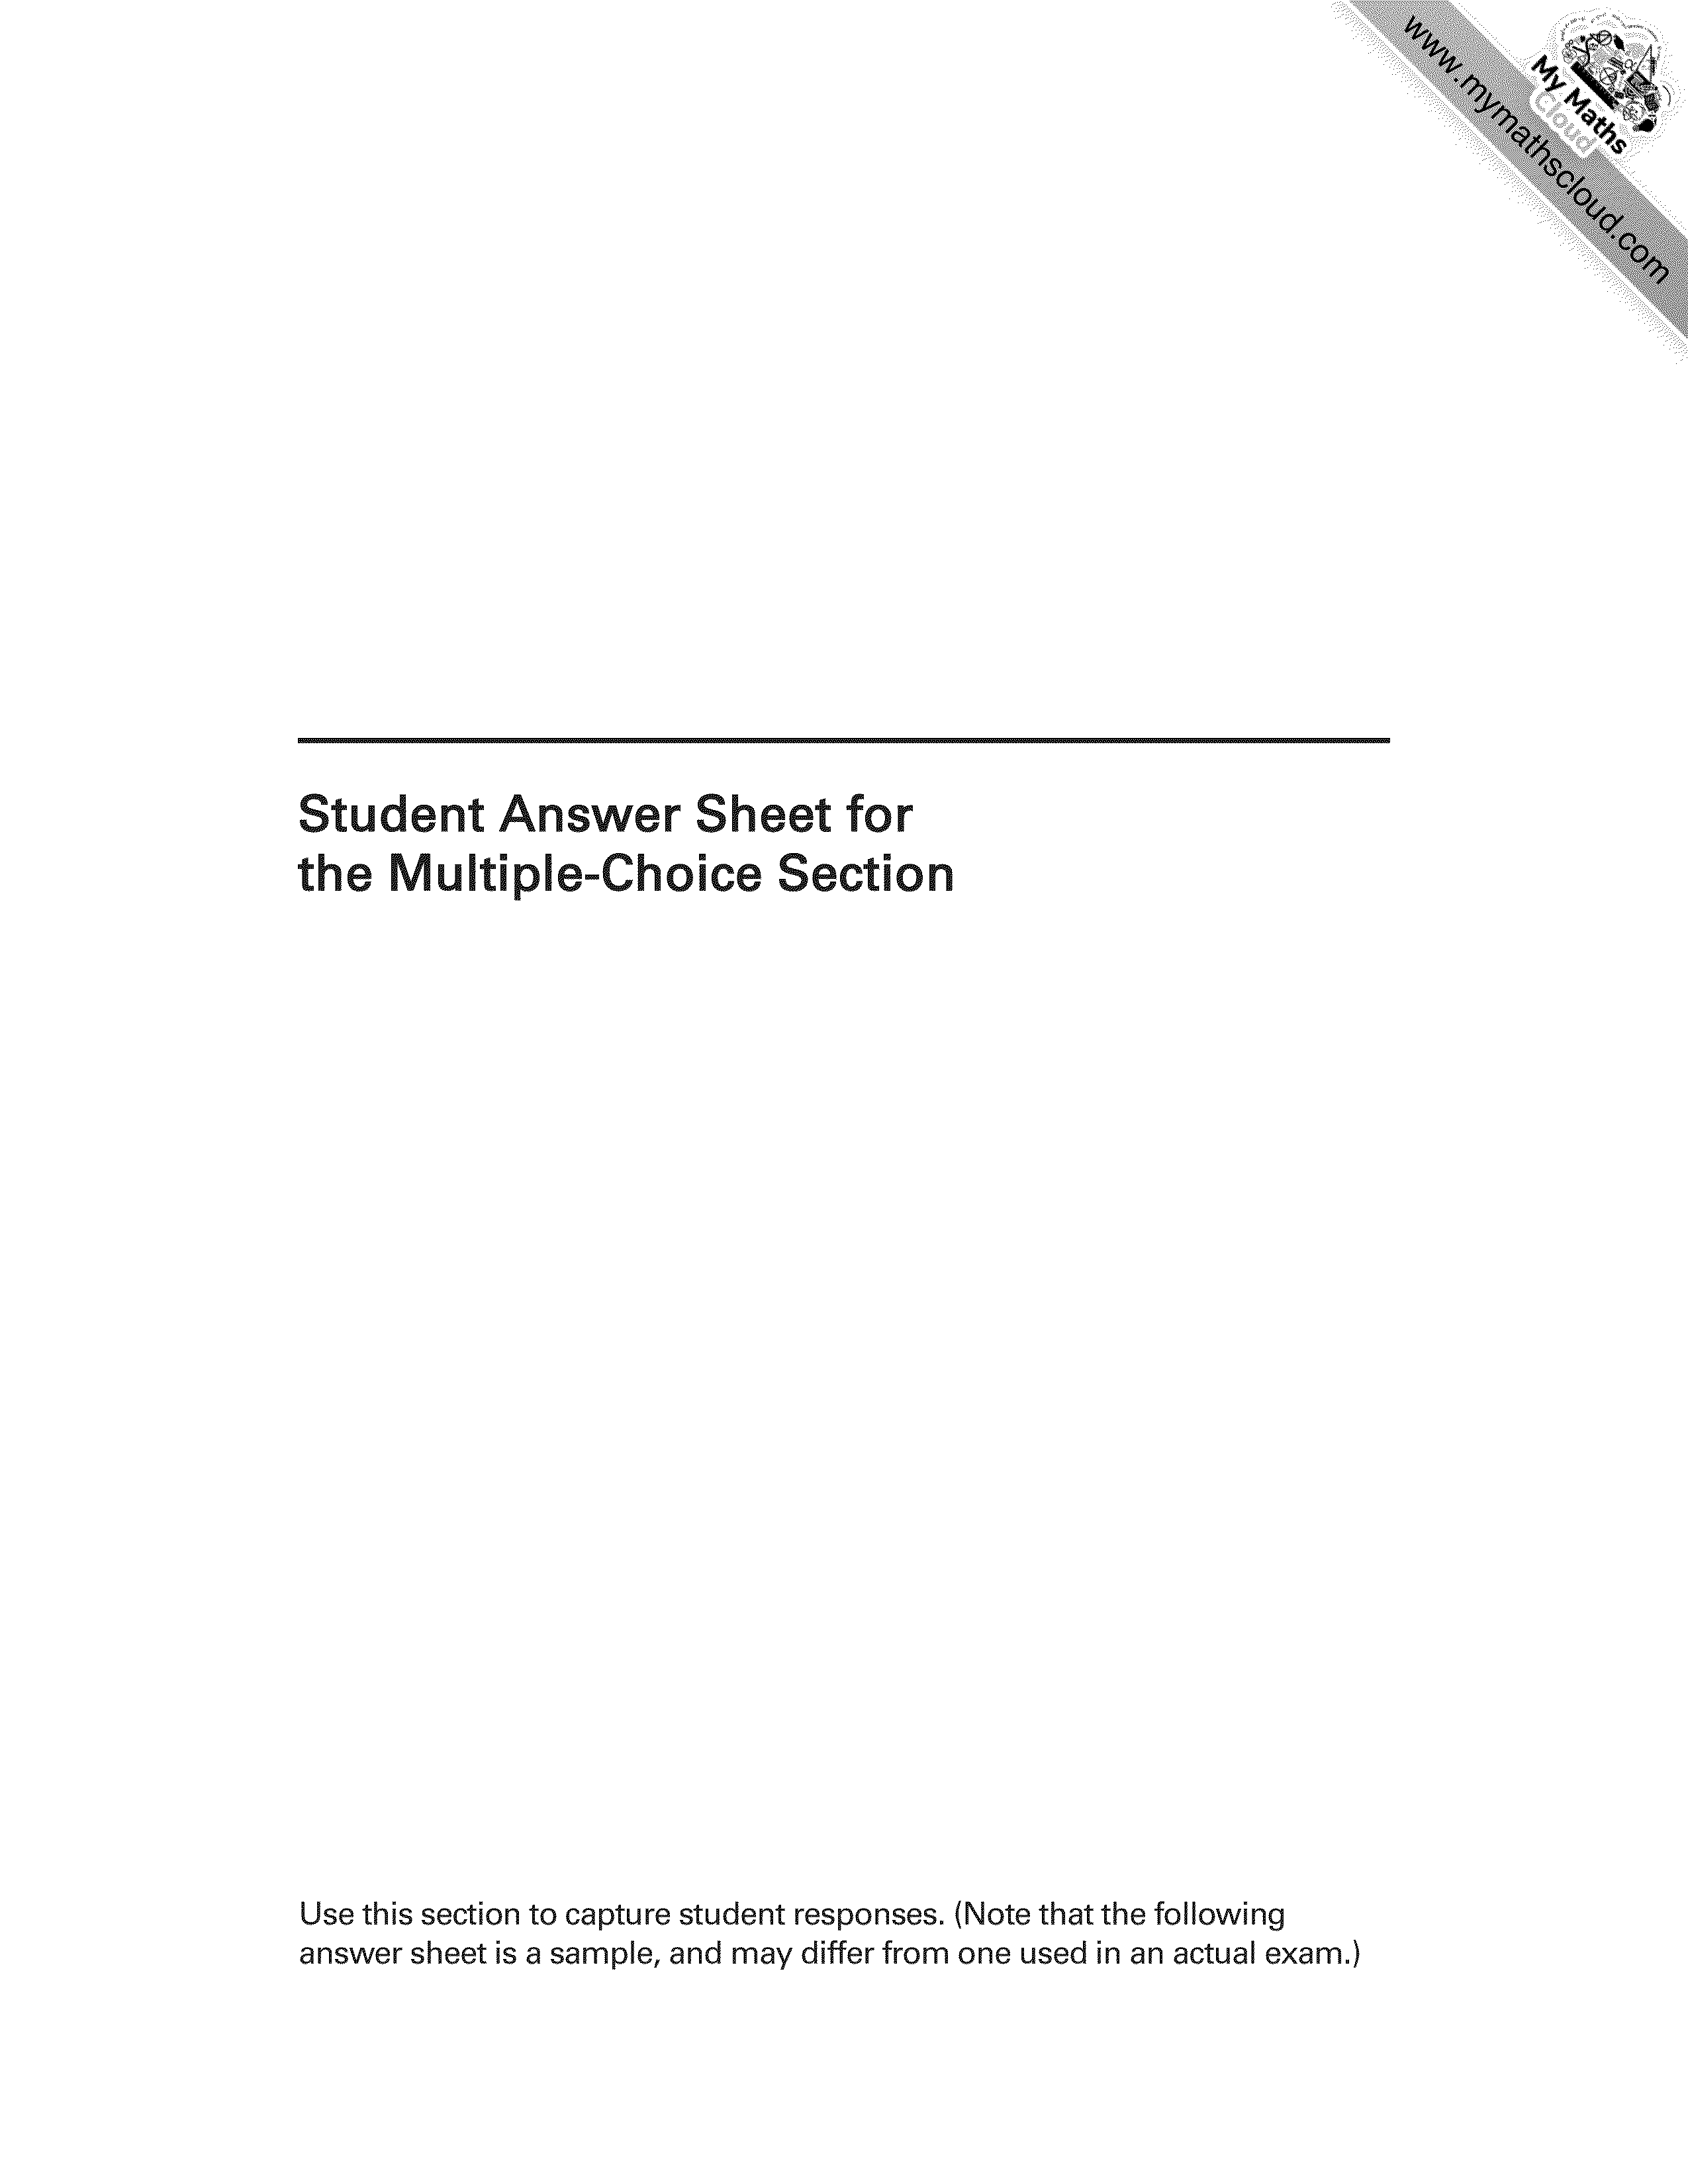 www.mymathscloud.com
My Maths
Cloud
Student Answer Sheet for
the Multiple-Choice Section
Use this section to capture student responses. (Note that the following
answer sheet is a sample, and may differ from one used in an actual exam.)